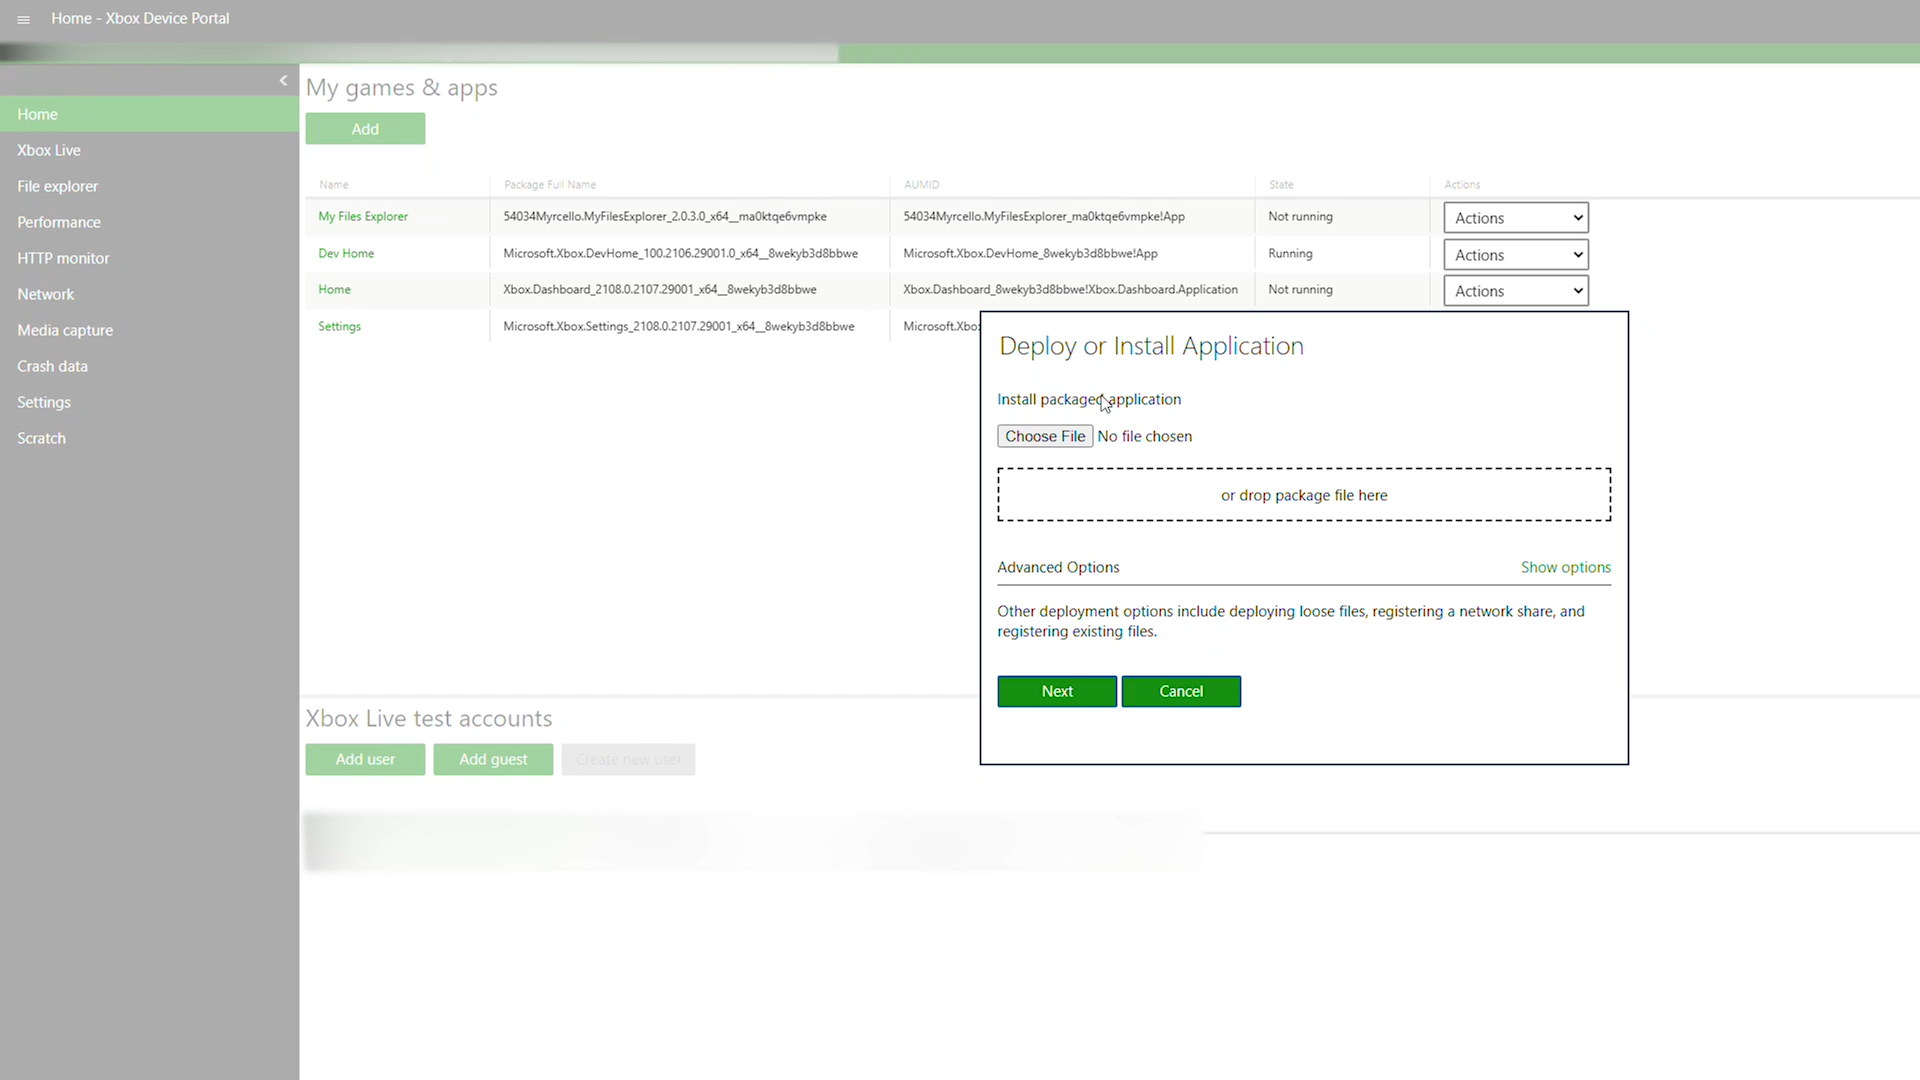 Home - Xbox Device Portal
Home
Xbox Live
File explorer
Performance
HTTP monitor
Network
Media capture
Crash data
Settings
Scratch
My games & apps
Add
Name Package Full Name AUMID State Actions
My Files Explorer 54034Myrcello.MyFilesExplorer_2.0.3.0_x64__ma0ktqe6vmpke 54034Myrcello.MyFilesExplorer_ma0ktqe6vmpke!App Not running Actions
Dev Home Microsoft.Xbox.DevHome_100.2106.29001.0_x64__8wekyb3d8bbwe Microsoft.Xbox.DevHome_8wekyb3d8bbwe!App Running Actions
Home Xbox.Dashboard_2108.0.2107.29001_x64__8wekyb3d8bbwe Xbox.Dashboard_8wekyb3d8bbwe!Xbox.Dashboard.Application Not running Actions
Settings Microsoft.Xbox.Settings_2108.0.2107.29001_x64__8wekyb3d8bbwe Microsoft.Xbo
Deploy or Install Application
Install packaged application
Choose File No file chosen
or drop package file here
Advanced Options Show options
Other deployment options include deploying loose files, registering a network share, and
registering existing files.
Next Cancel
Xbox Live test accounts
Add user Add guest Create new user